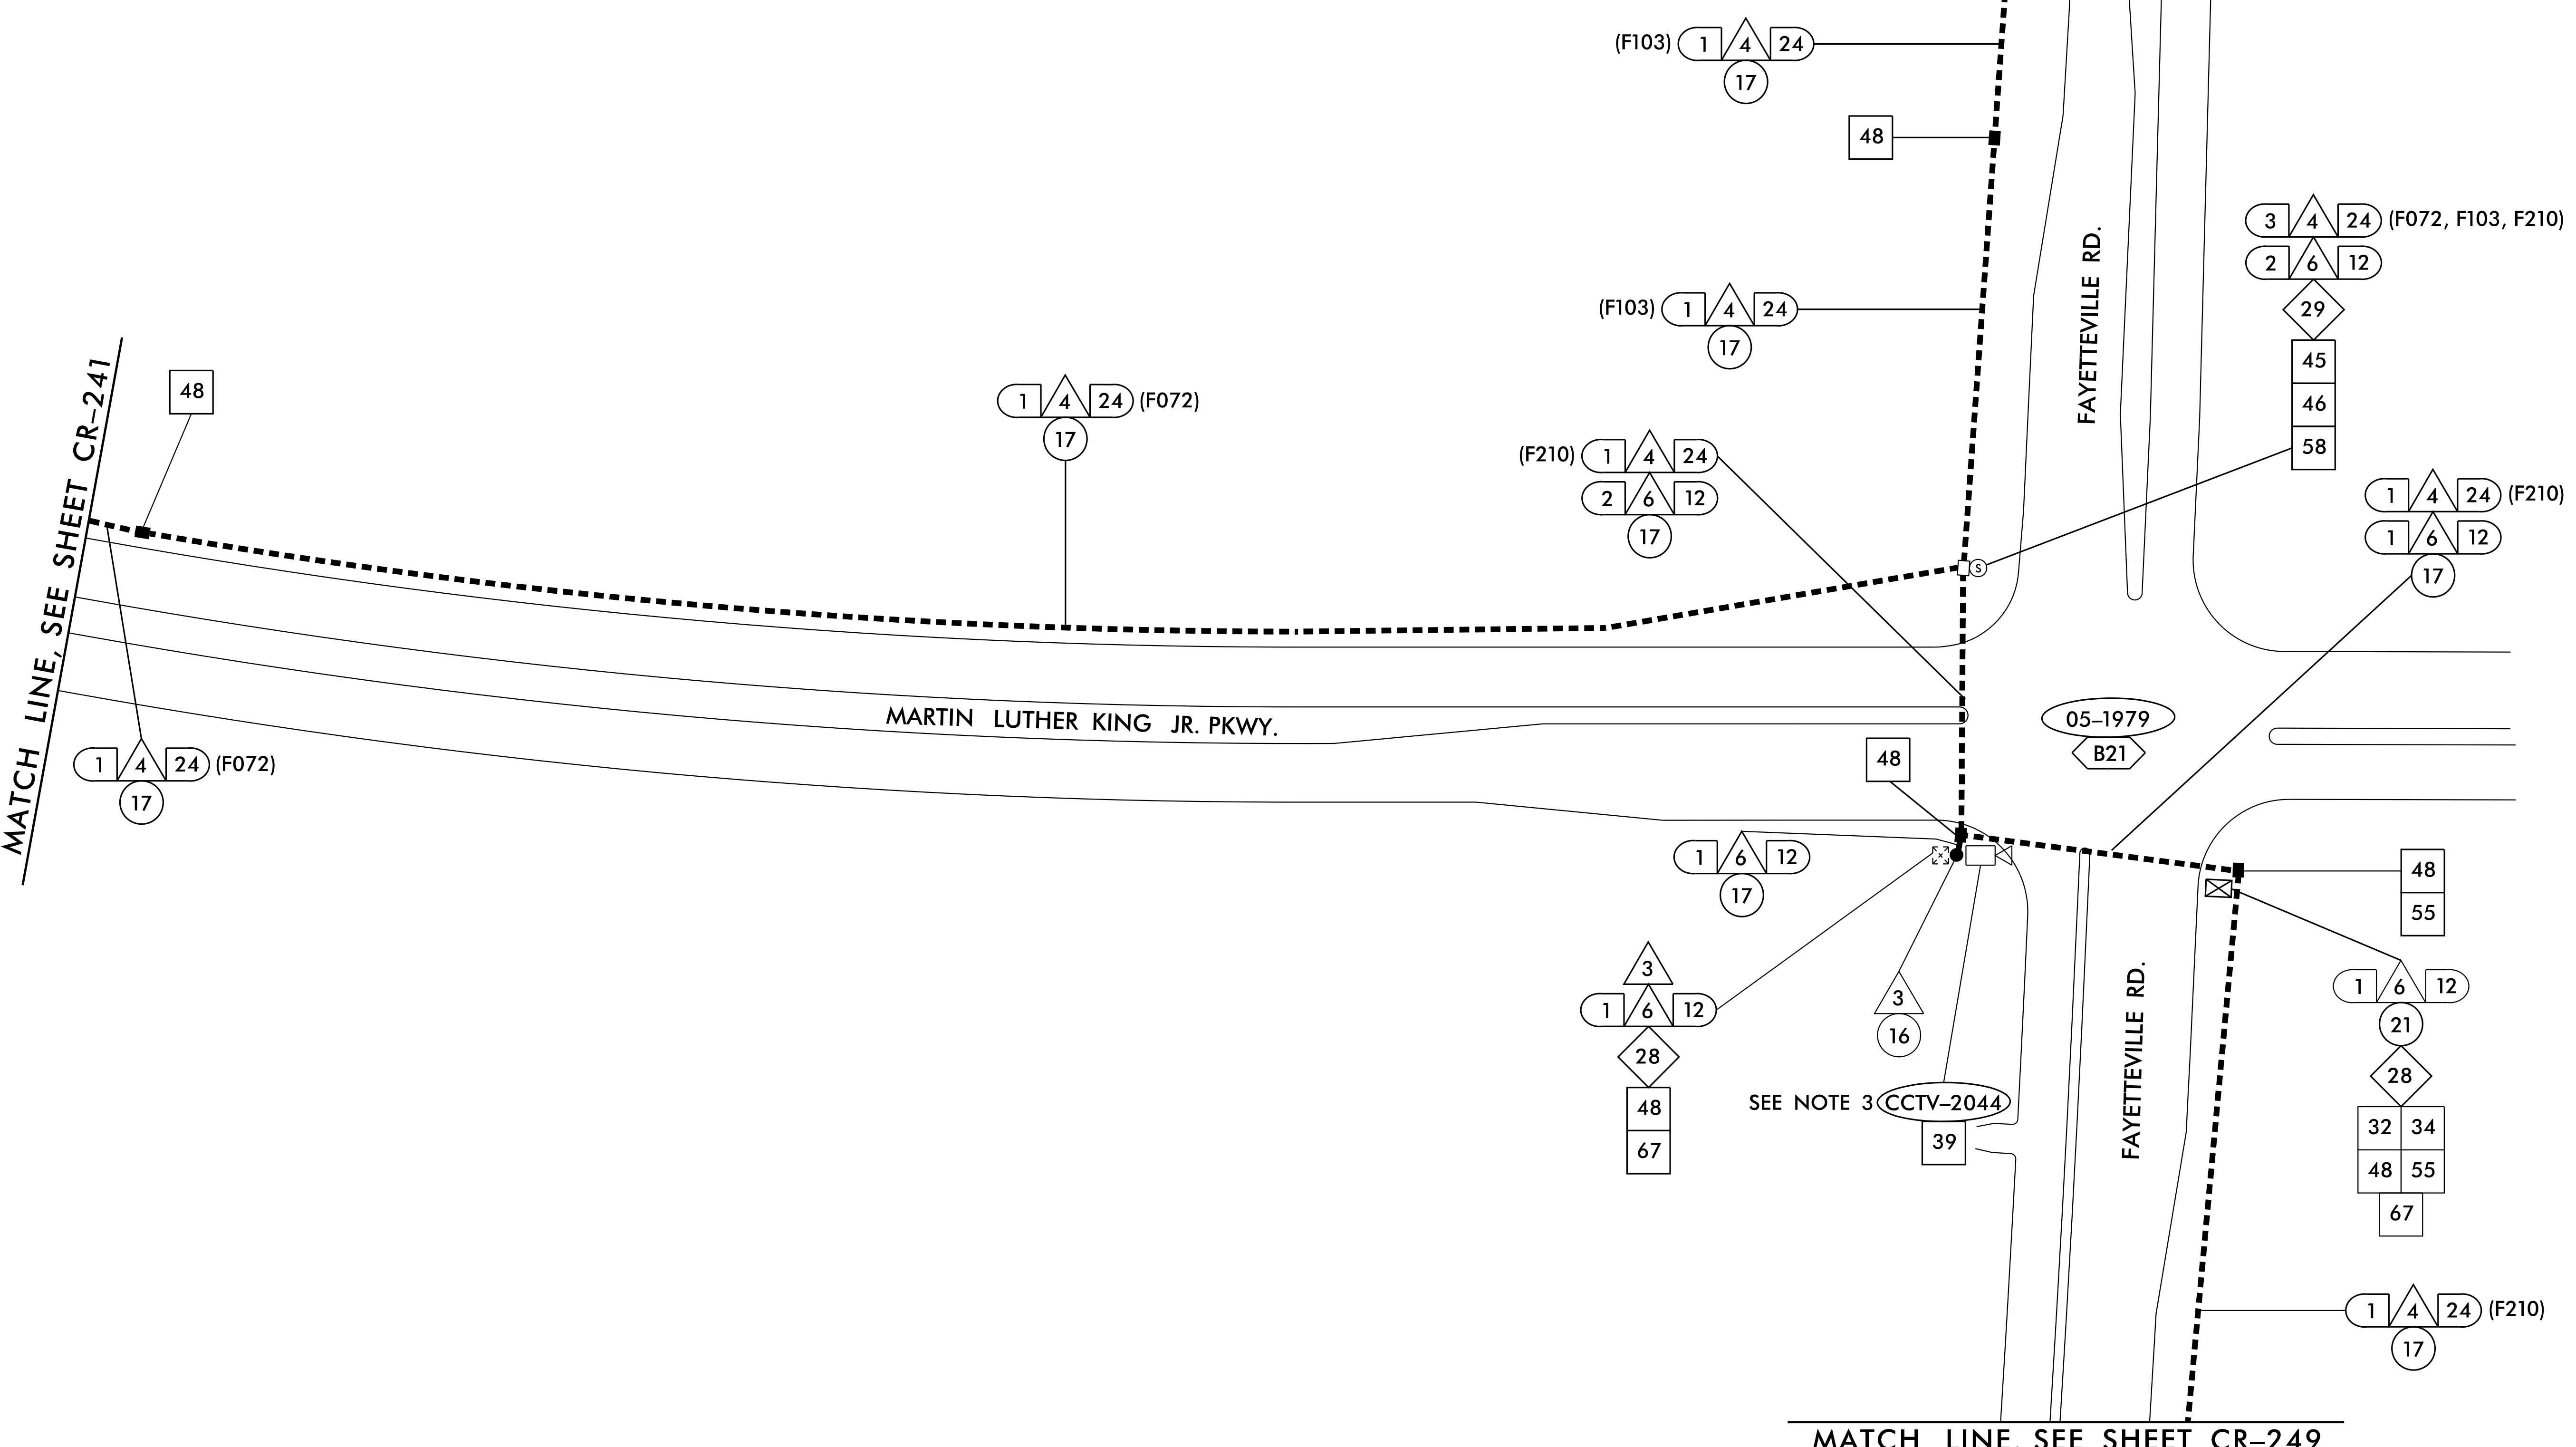 (F103) 1 4 24
17
48
3 4 24 (F072, F103, F210)
2 6 12
29
45
46
58
FAYETTEVILLE RD.
(F103) 1 4 24
17
MATCH LINE, SEE SHEET CR-241
48
1 4 24 (F072)
17
(F210) 1 4 24
2 6 12
17
1 4 24 (F210)
1 6 12
17
S
MARTIN LUTHER KING JR. PKWY.
05-1979
B21
1 4 24 (F072)
17
48
1 6 12
17
48
55
3
1 6 12
28
48
67
3
16
SEE NOTE 3 CCTV-2044
39
FAYETTEVILLE RD.
1 6 12
21
28
32 34
48 55
67
1 4 24 (F210)
17
MATCH LINE, SEE SHEET CR-249